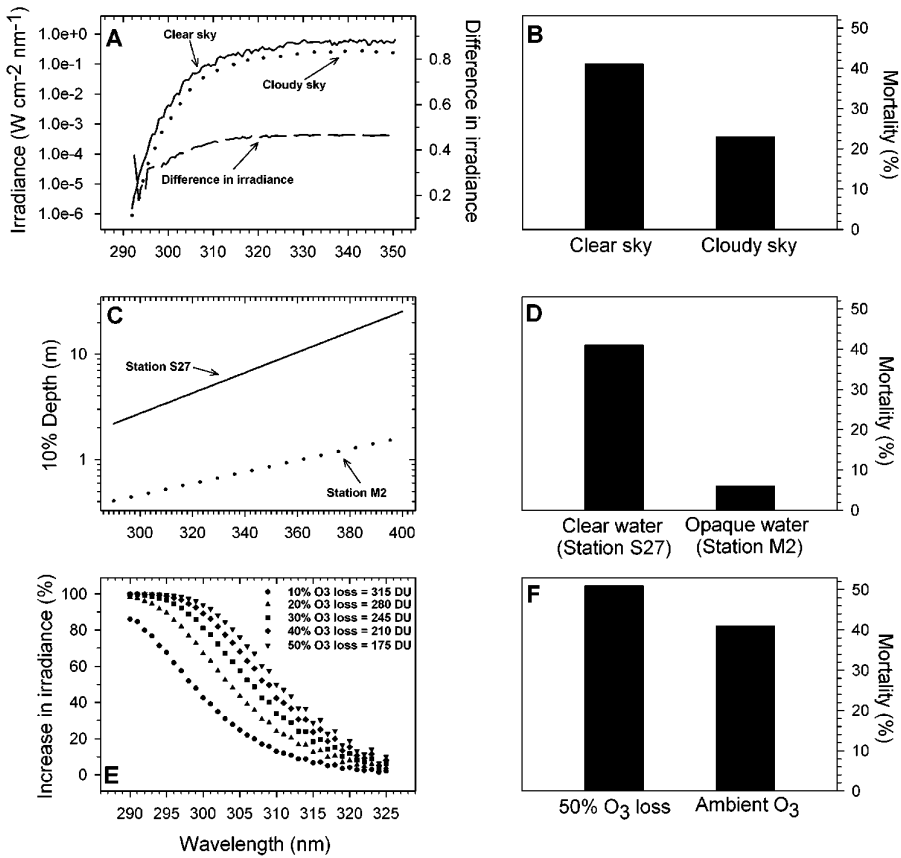 A
Clear sky
Cloudy sky
Difference in irradiance
Irradiance (W cm-2 nm-1)
1.0e+0
1.0e-1
1.0e-2
1.0e-3
1.0e-4
1.0e-5
1.0e-6
0.8
0.6
0.4
0.2
Difference in irradiance
290 300 310 320 330 340 350
B
50
40
30
20
10
0
Mortality (%)
Clear sky Cloudy sky
C
Station S27
Station M2
10% Depth (m)
10
1
300 320 340 360 380 400
D
50
40
30
20
10
0
Mortality (%)
Clear water Opaque water
(Station S27) (Station M2)
E
10% O3 loss = 315 DU
20% O3 loss = 280 DU
30% O3 loss = 245 DU
40% O3 loss = 210 DU
50% O3 loss = 175 DU
Increase in irradiance (%)
100
80
60
40
20
0
290 295 300 305 310 315 320 325
Wavelength (nm)
F
50
40
30
20
10
0
Mortality (%)
50% O3 loss Ambient O3